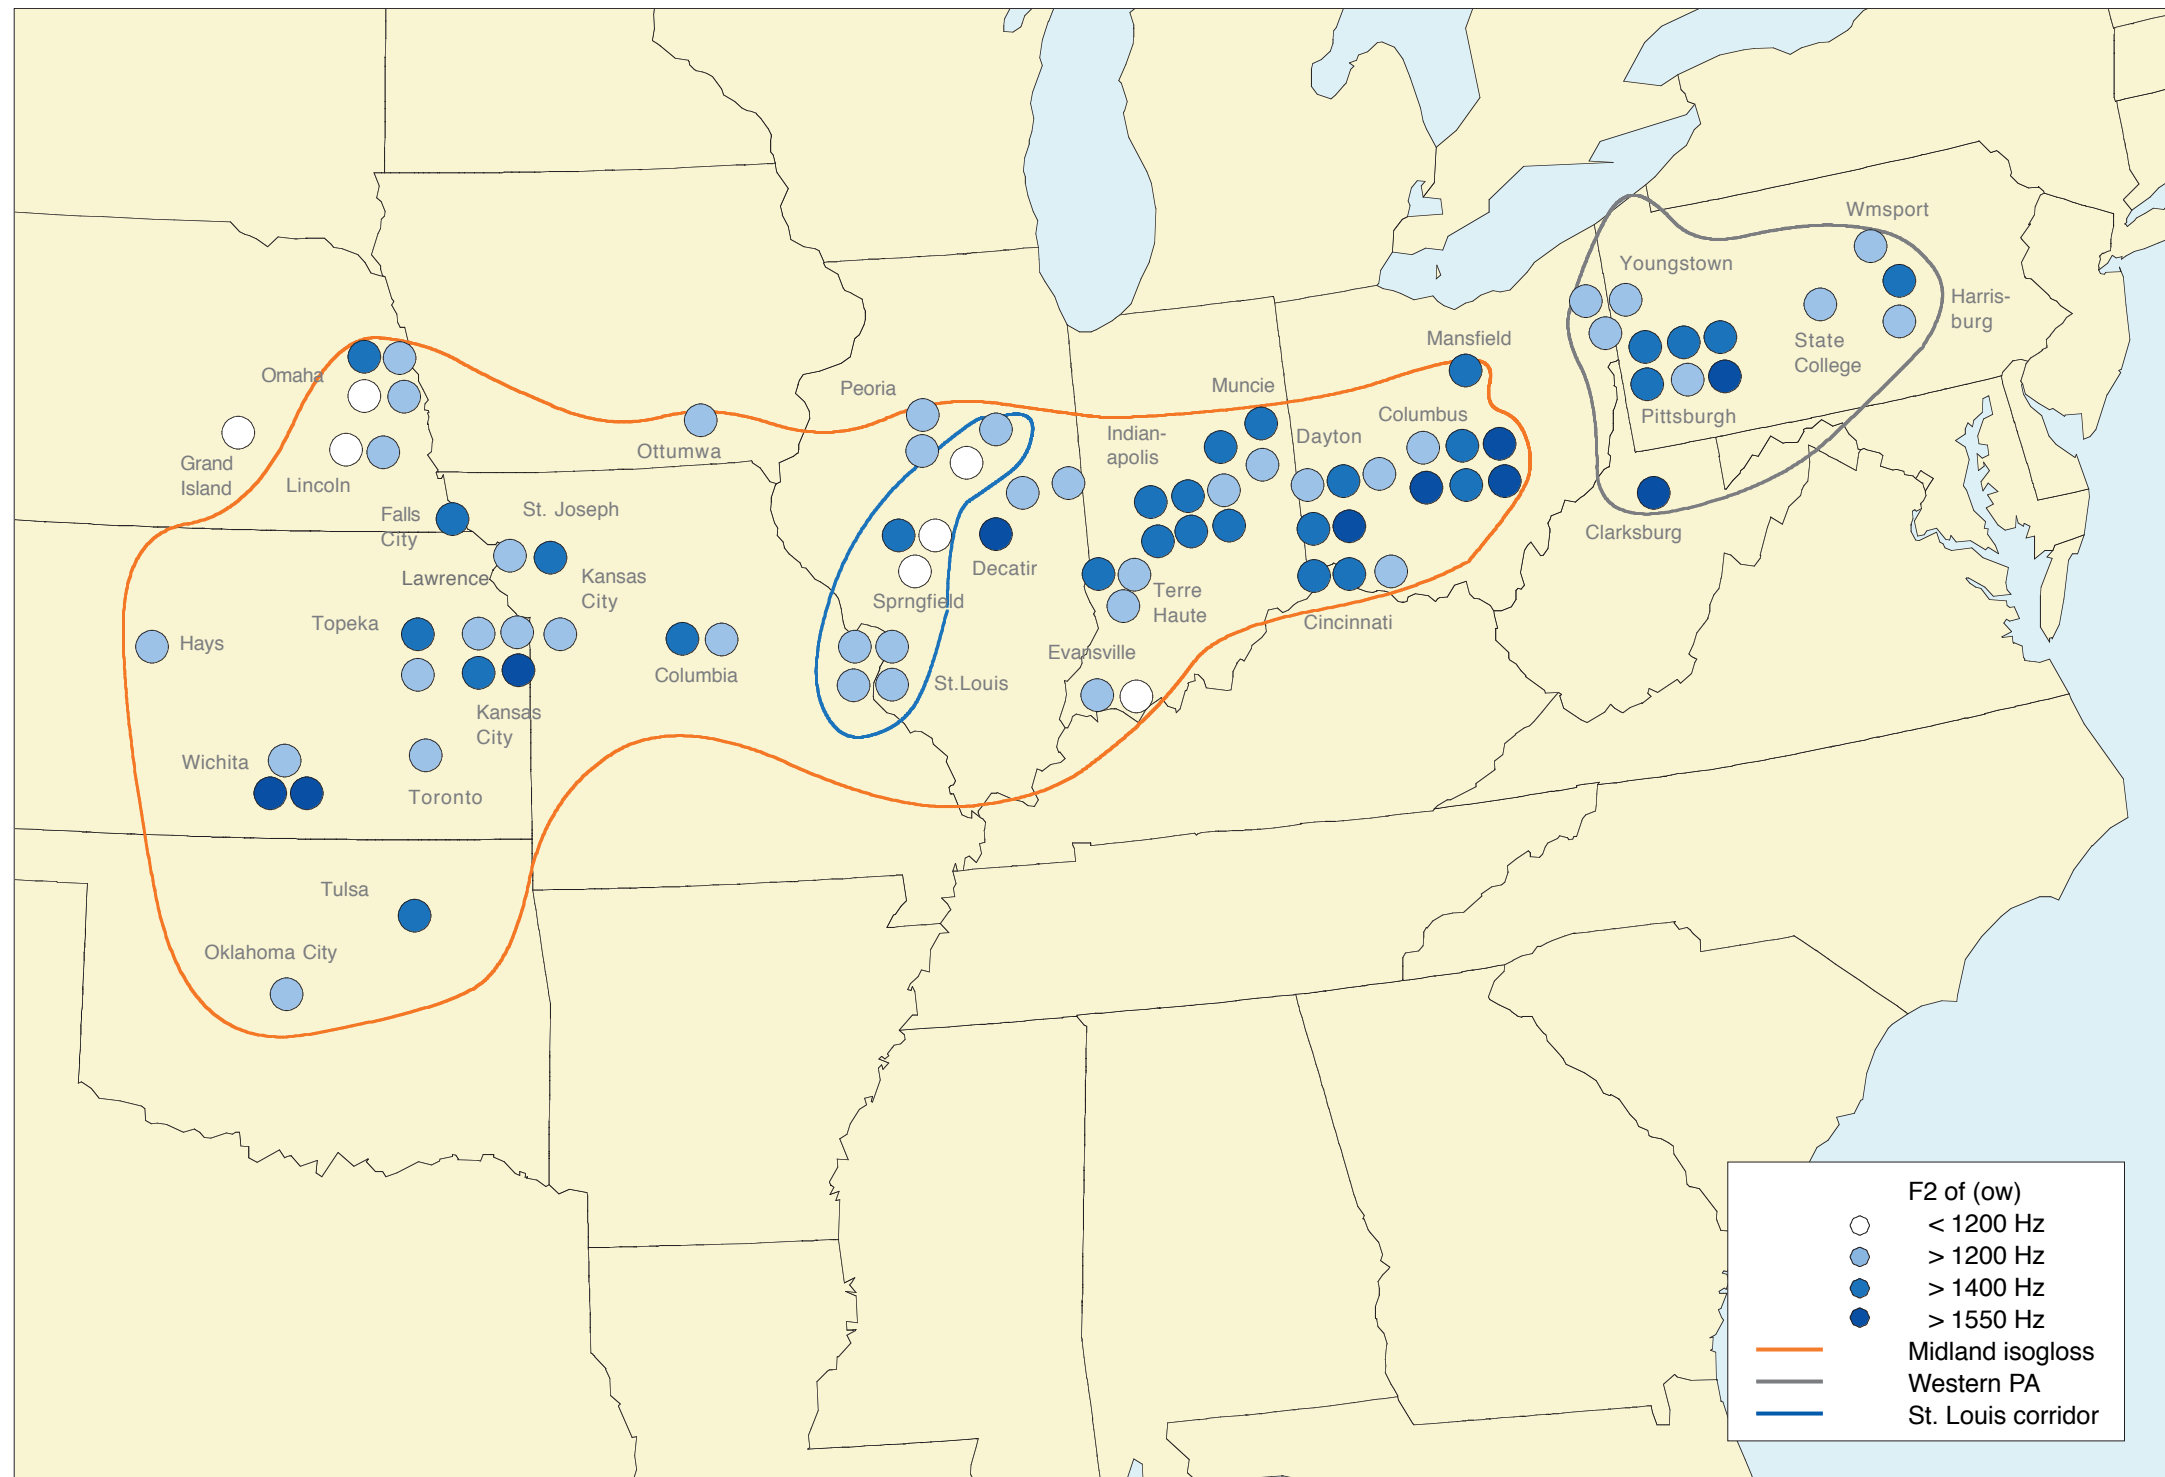 Wmsport
Youngstown
Harris-
burg
State
College
Mansfield
Pittsburgh
Omaha
Peoria
Muncie
Columbus
Indian-
apolis
Dayton
Ottumwa
Grand
Island
Lincoln
Falls
City
St. Joseph
Clarksburg
Lawrence
Kansas
City
Decatir
Sprngfield
Terre
Haute
Topeka
Cincinnati
Hays
Columbia
Evansville
St.Louis
Kansas
City
Wichita
Toronto
Tulsa
Oklahoma City
F2 of (ow)
< 1200 Hz
> 1200 Hz
> 1400 Hz
> 1550 Hz
Midland isogloss
Western PA
St. Louis corridor